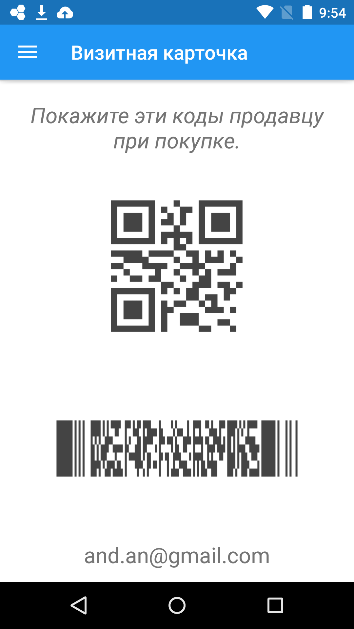 9:54
Визитная карточка
Покажите эти коды продавцу
при покупке.
and.an@gmail.com